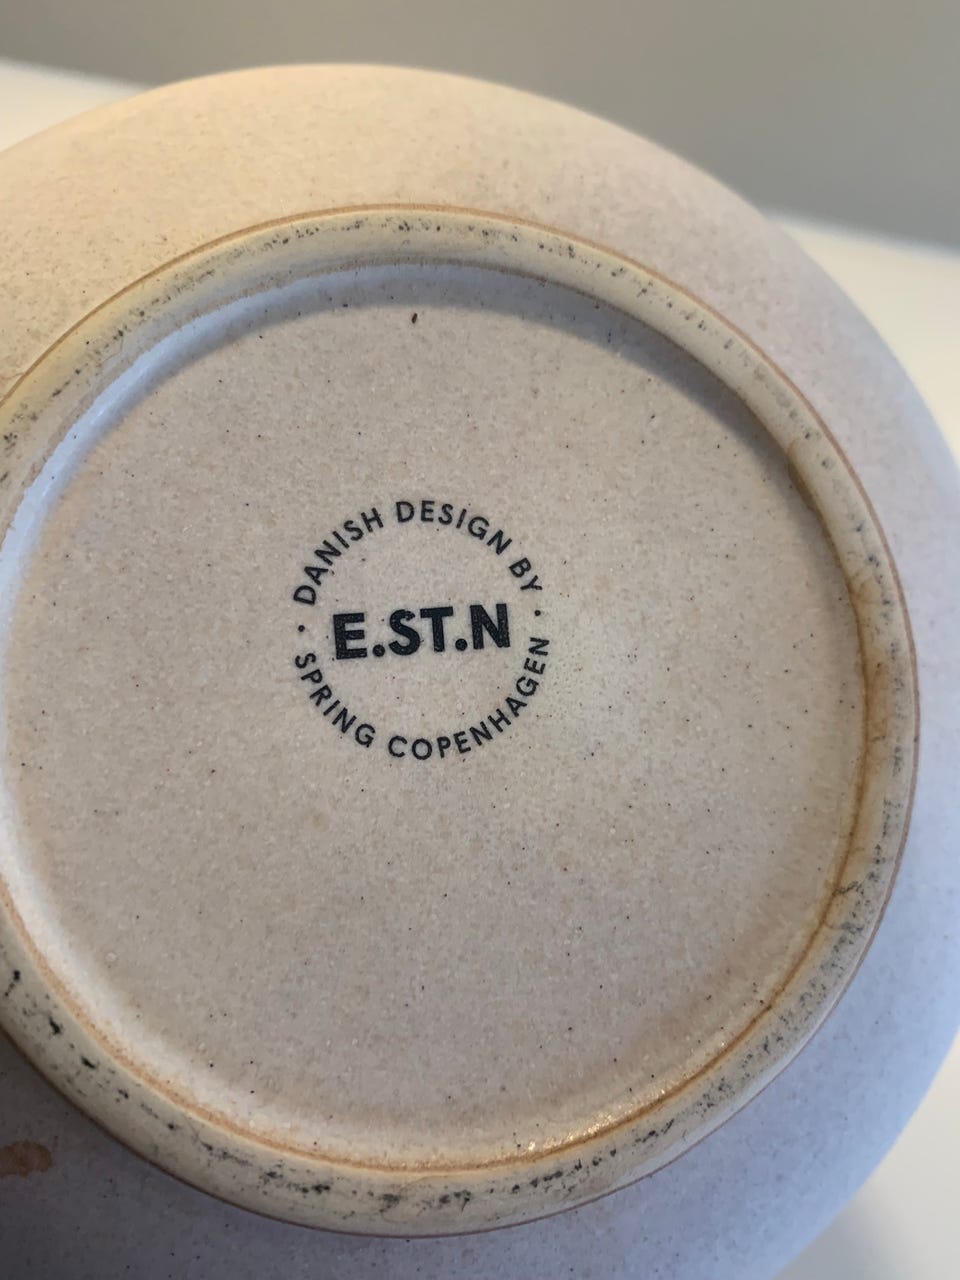 DANISH DESIGN BY
E.ST.N
• SPRING COPENHAGEN •